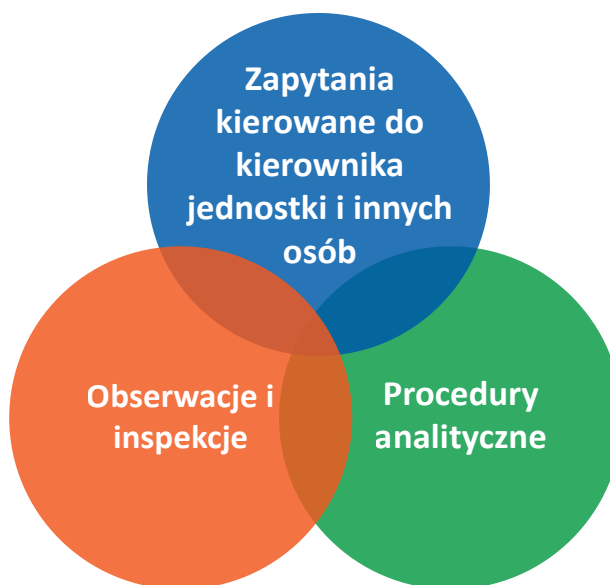 Zapytania
kierowane do
kierownika
jednostki i innych
osób
Obserwacje i
inspekcje
Procedury
analityczne